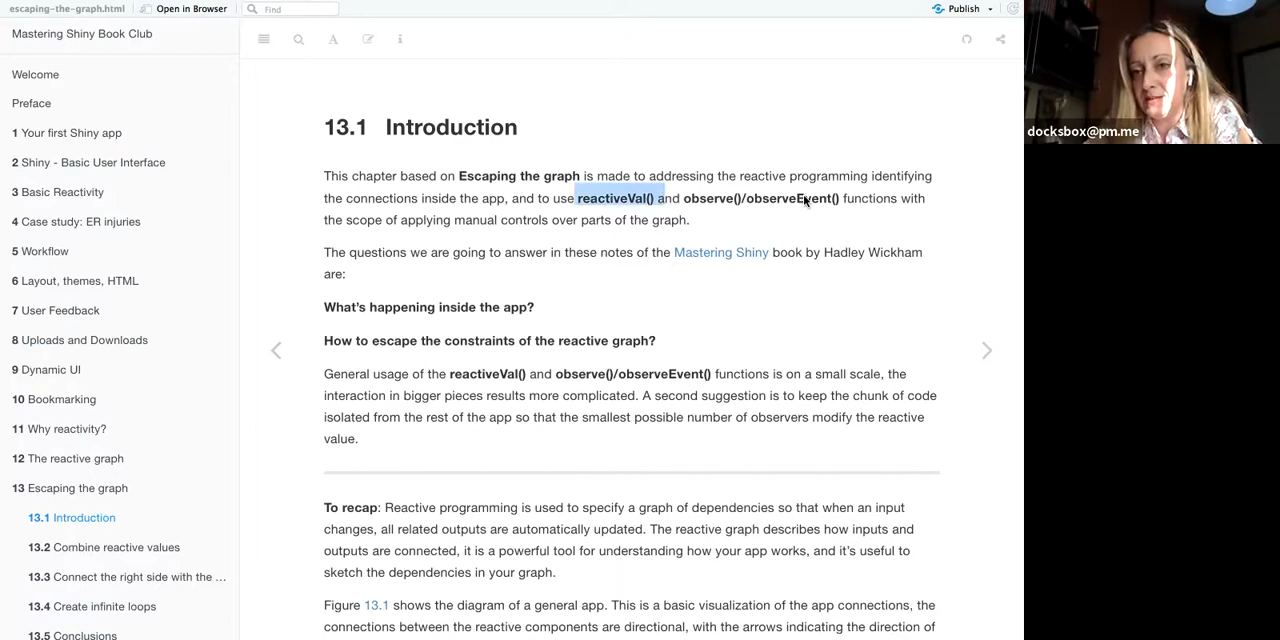 escaping-the-graph.html
Open in Browser
Find
Publish
Mastering Shiny Book Club
Welcome
Preface
1 Your first Shiny app
2 Shiny - Basic User Interface
3 Basic Reactivity
4 Case study: ER injuries
5 Workflow
6 Layout, themes, HTML
7 User Feedback
8 Uploads and Downloads
9 Dynamic UI
10 Bookmarking
11 Why reactivity?
12 The reactive graph
13 Escaping the graph
13.1 Introduction
13.2 Combine reactive values
13.3 Connect the right side with the ...
13.4 Create infinite loops
13.5 Conclusions
A
13.1 Introduction
This chapter based on Escaping the graph is made to addressing the reactive programming identifying
the connections inside the app, and to use reactiveVal() and observe()/observeEvent() functions with
the scope of applying manual controls over parts of the graph.
The questions we are going to answer in these notes of the Mastering Shiny book by Hadley Wickham
are:
What's happening inside the app?
How to escape the constraints of the reactive graph?
General usage of the reactiveVal() and observe()/observeEvent() functions is on a small scale, the
interaction in bigger pieces results more complicated. A second suggestion is to keep the chunk of code
isolated from the rest of the app so that the smallest possible number of observers modify the reactive
value.
To recap: Reactive programming is used to specify a graph of dependencies so that when an input
changes, all related outputs are automatically updated. The reactive graph describes how inputs and
outputs are connected, it is a powerful tool for understanding how your app works, and it's useful to
sketch the dependencies in your graph.
Figure 13.1 shows the diagram of a general app. This is a basic visualization of the app connections, the
connections between the reactive components are directional, with the arrows indicating the direction of
docksbox@pm.me